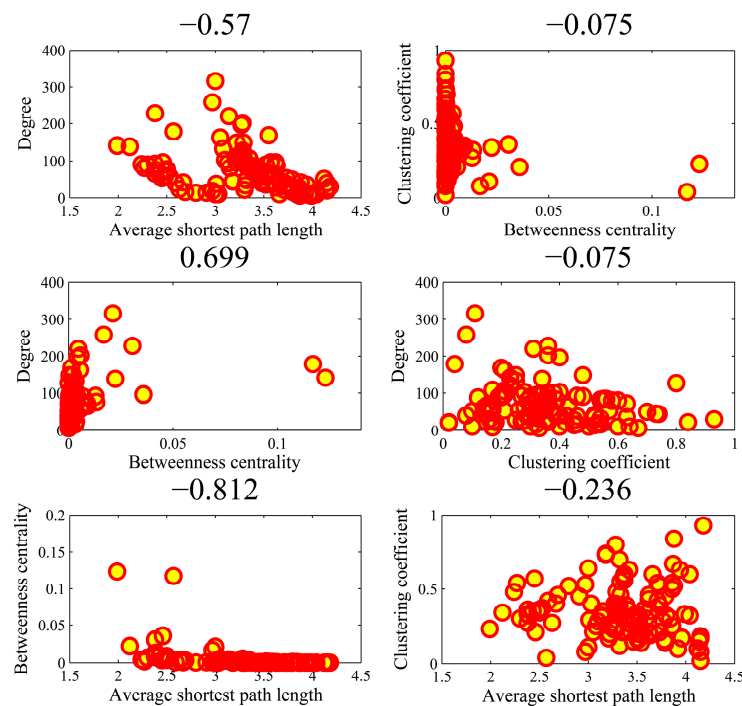 −0.57
−0.075
400
300
200
100
0
Degree
1.5 2 2.5 3 3.5 4 4.5
Average shortest path length
1
0.5
0
Clustering coefficient
0 0.05 0.1
Betweenness centrality
0.699
−0.075
400
300
200
100
0
Degree
0 0.05 0.1
Betweenness centrality
400
300
200
100
0
Degree
0 0.2 0.4 0.6 0.8 1
Clustering coefficient
−0.812
−0.236
0.2
0.15
0.1
0.05
0
Betweenness centrality
1.5 2 2.5 3 3.5 4 4.5
Average shortest path length
1
0.5
0
Clustering coefficient
1.5 2 2.5 3 3.5 4 4.5
Average shortest path length